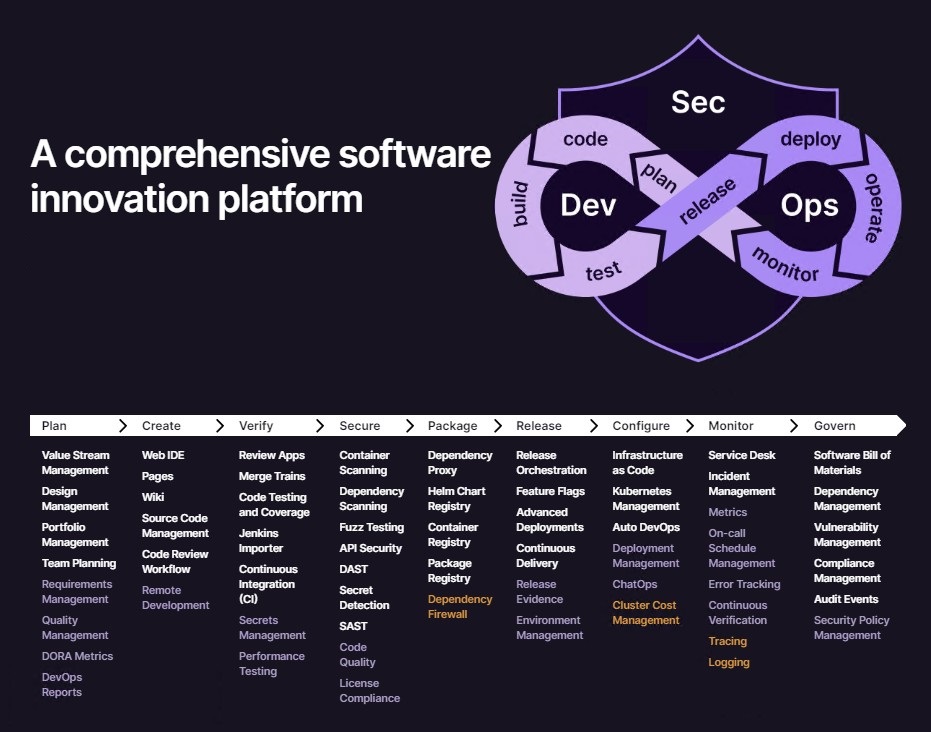 A comprehensive software
innovation platform
Sec
code
deploy
plan
release
build
Dev
Ops
operate
test
monitor
Plan
Create
Verify
Secure
Package
Release
Configure
Monitor
Govern
Value Stream
Management
Design
Management
Portfolio
Management
Team Planning
Requirements
Management
Quality
Management
DORA Metrics
DevOps
Reports
Web IDE
Pages
Wiki
Source Code
Management
Code Review
Workflow
Remote
Development
Review Apps
Merge Trains
Code Testing
and Coverage
Jenkins
Importer
Continuous
Integration
(CI)
Secrets
Management
Performance
Testing
Container
Scanning
Dependency
Scanning
Fuzz Testing
API Security
DAST
Secret
Detection
SAST
Code
Quality
License
Compliance
Dependency
Proxy
Helm Chart
Registry
Container
Registry
Package
Registry
Dependency
Firewall
Release
Orchestration
Feature Flags
Advanced
Deployments
Continuous
Delivery
Release
Evidence
Environment
Management
Infrastructure
as Code
Kubernetes
Management
Auto DevOps
Deployment
Management
ChatOps
Cluster Cost
Management
Service Desk
Incident
Management
Metrics
On-call
Schedule
Management
Error Tracking
Continuous
Verification
Tracing
Logging
Software Bill of
Materials
Dependency
Management
Vulnerability
Management
Compliance
Management
Audit Events
Security Policy
Management